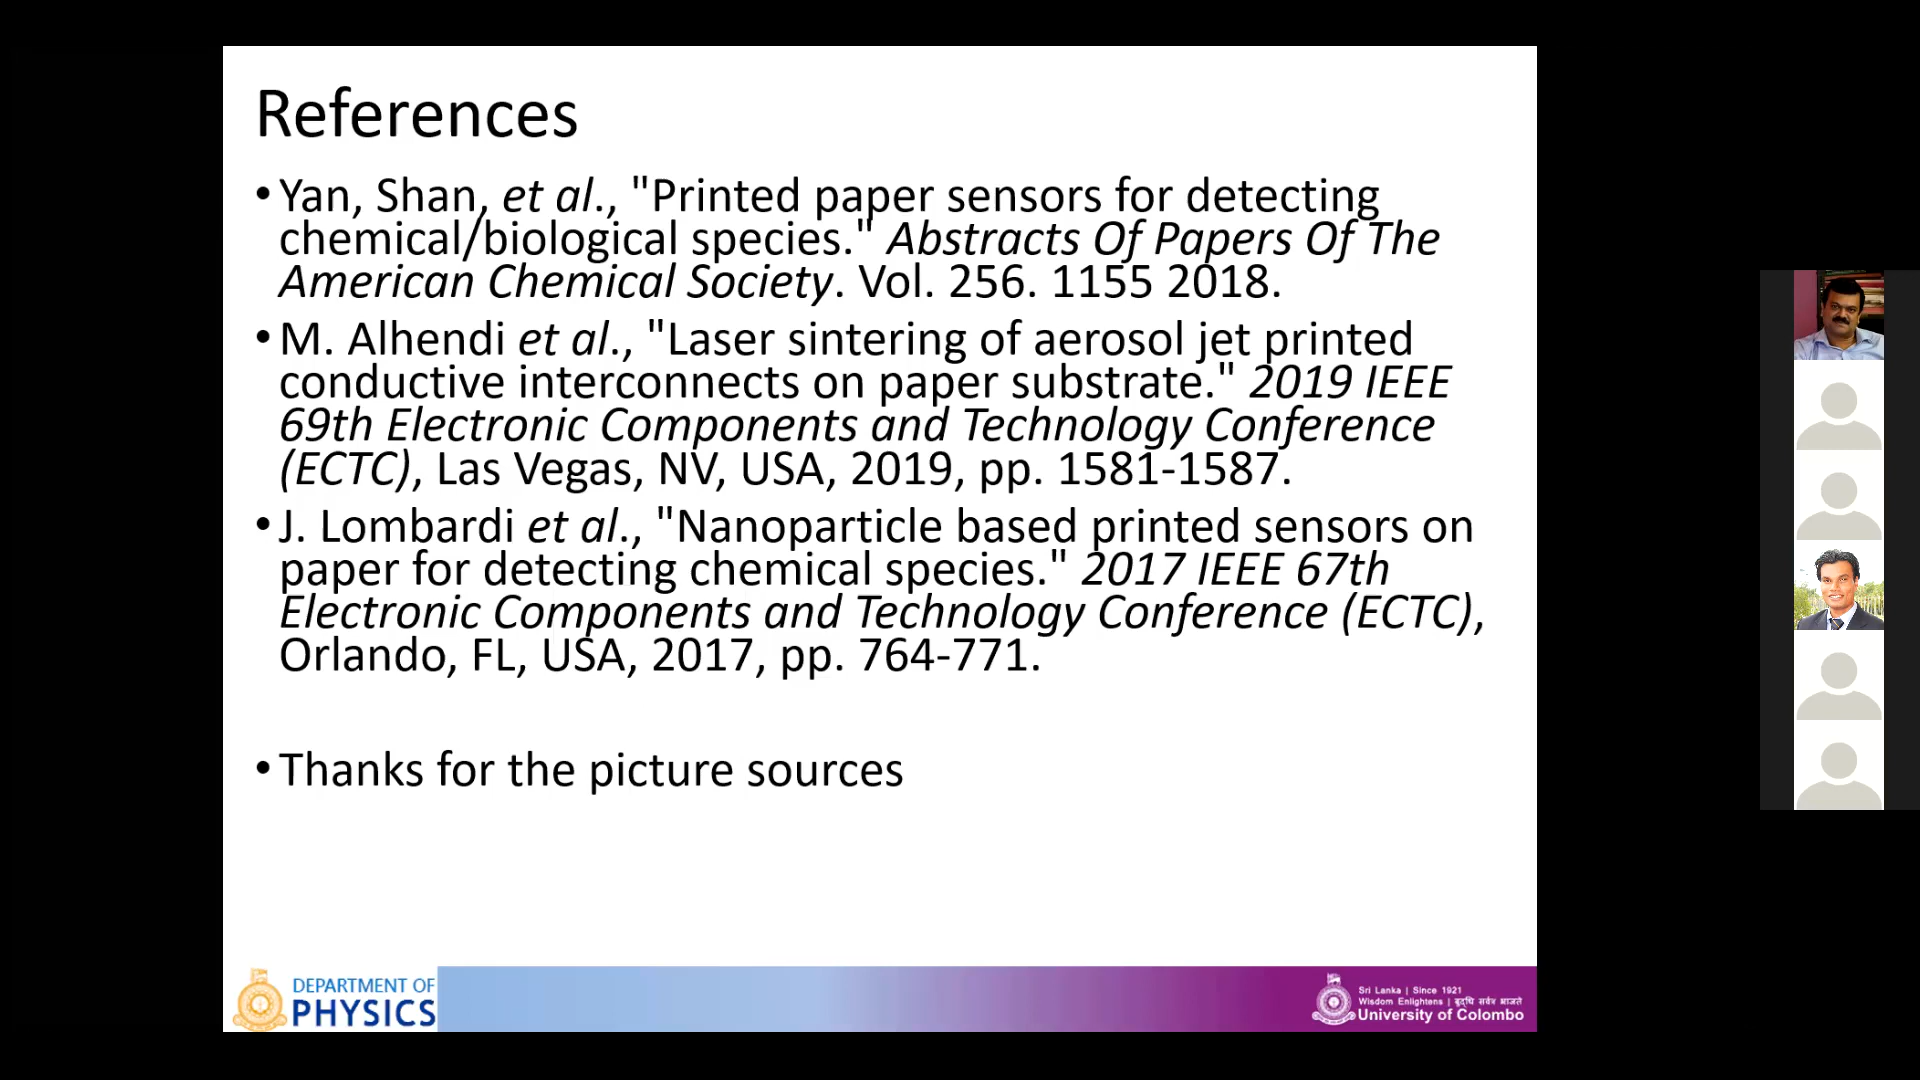 References
•Yan, Shan, et al., "Printed paper sensors for detecting
chemical/biological species." Abstracts Of Papers Of The
American Chemical Society. Vol. 256. 1155 2018.
•M. Alhendi et al., "Laser sintering of aerosol jet printed
conductive interconnects on paper substrate." 2019 IEEE
69th Electronic Components and Technology Conference
(ECTC), Las Vegas, NV, USA, 2019, pp. 1581-1587.
•J. Lombardi et al., "Nanoparticle based printed sensors on
paper for detecting chemical species." 2017 IEEE 67th
Electronic Components and Technology Conference (ECTC),
Orlando, FL, USA, 2017, pp. 764-771.
•Thanks for the picture sources
DEPARTMENT OF
PHYSICS
Sri Lanka | Since 1921
Wisdom Enlightens | बुद्धि सर्वत्र भ्राजते
University of Colombo